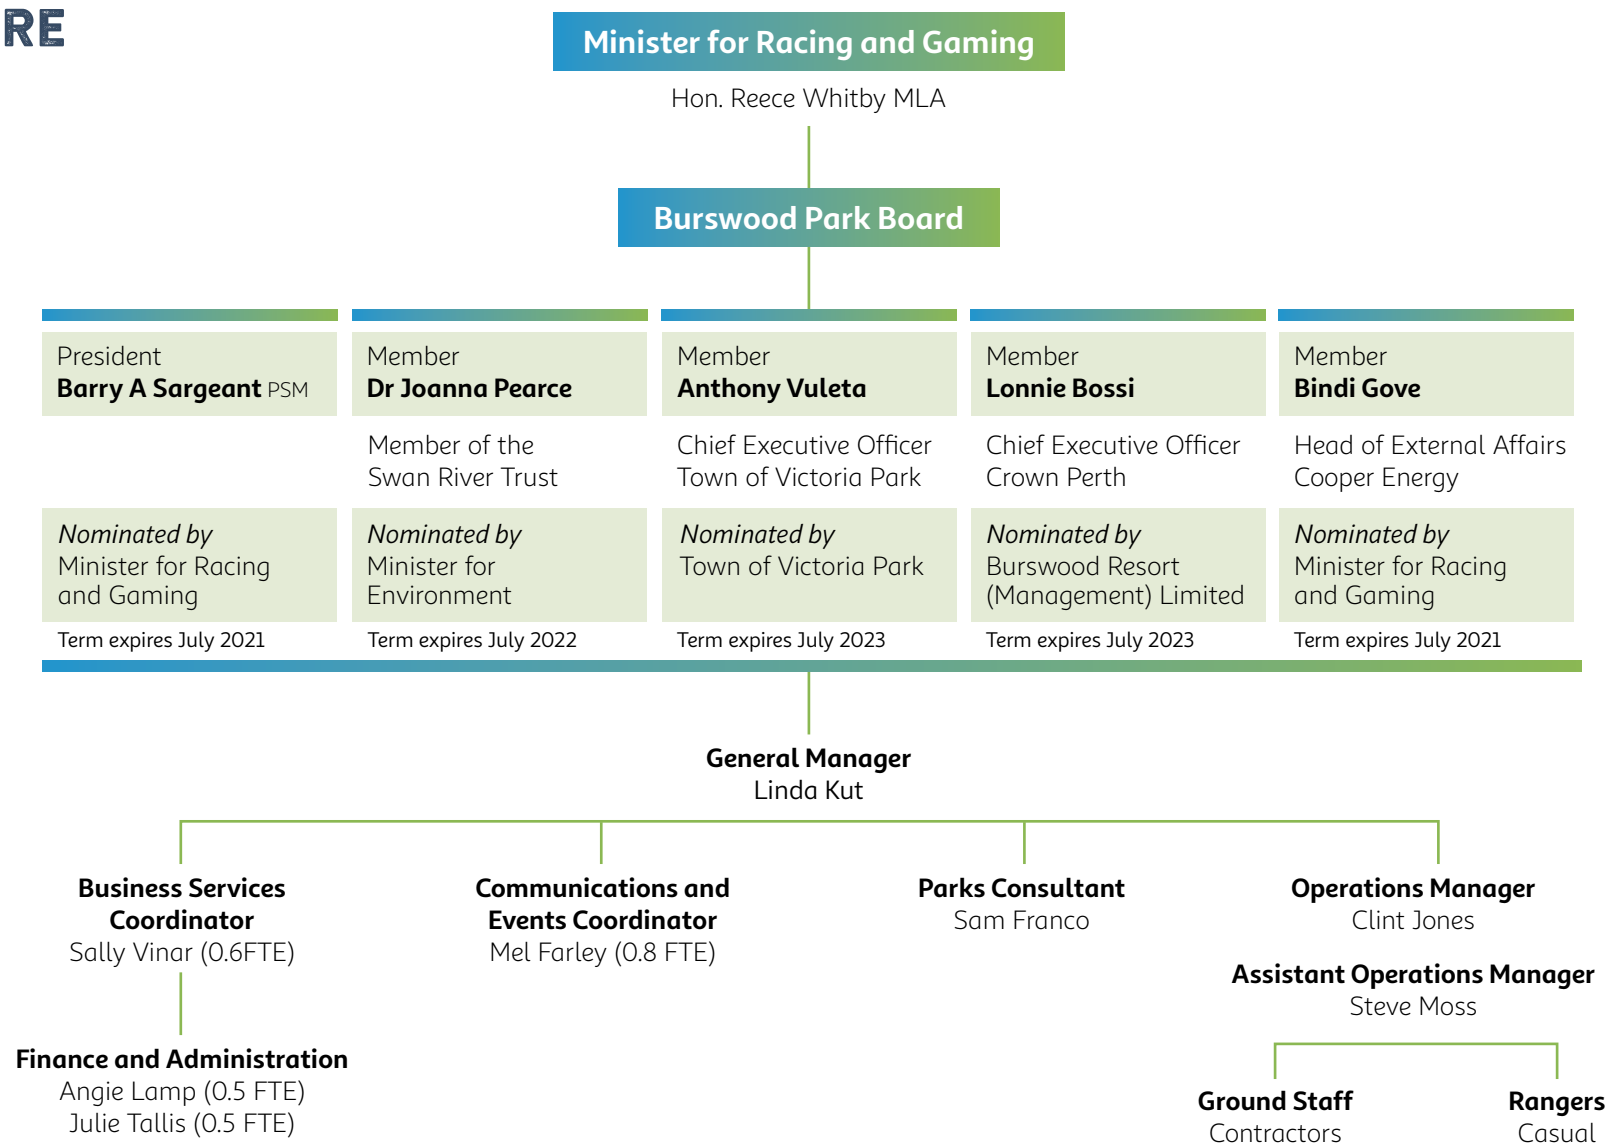 RE
Minister for Racing and Gaming
Hon. Reece Whitby MLA
Burswood Park Board
President
Barry A Sargeant PSM
Nominated by
Minister for Racing
and Gaming
Term expires July 2021
Member
Dr Joanna Pearce
Member of the
Swan River Trust
Nominated by
Minister for
Environment
Term expires July 2022
Member
Anthony Vuleta
Chief Executive Officer
Town of Victoria Park
Nominated by
Town of Victoria Park
Term expires July 2023
Member
Lonnie Bossi
Chief Executive Officer
Crown Perth
Nominated by
Burswood Resort
(Management) Limited
Term expires July 2023
Member
Bindi Gove
Head of External Affairs
Cooper Energy
Nominated by
Minister for Racing
and Gaming
Term expires July 2021
General Manager
Linda Kut
Business Services
Coordinator
Sally Vinar (0.6FTE)
Finance and Administration
Angie Lamp (0.5 FTE)
Julie Tallis (0.5 FTE)
Communications and
Events Coordinator
Mel Farley (0.8 FTE)
Parks Consultant
Sam Franco
Operations Manager
Clint Jones
Assistant Operations Manager
Steve Moss
Ground Staff
Contractors
Rangers
Casual